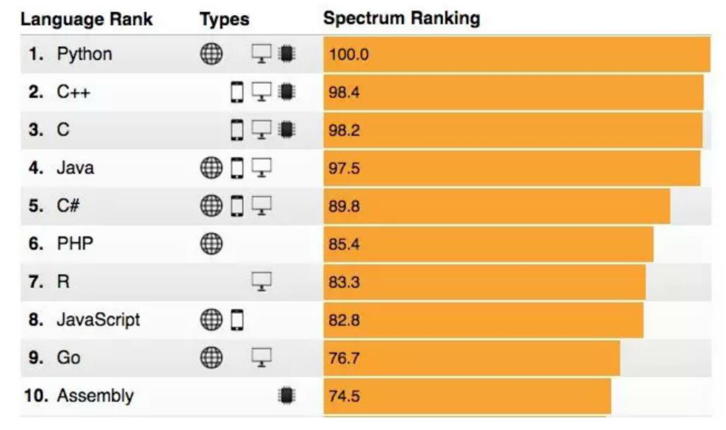 Language Rank Types Spectrum Ranking
1. Python 100.0
2. C++ 98.4
3. C 98.2
4. Java 97.5
5. C# 89.8
6. PHP 85.4
7. R 83.3
8. JavaScript 82.8
9. Go 76.7
10. Assembly 74.5